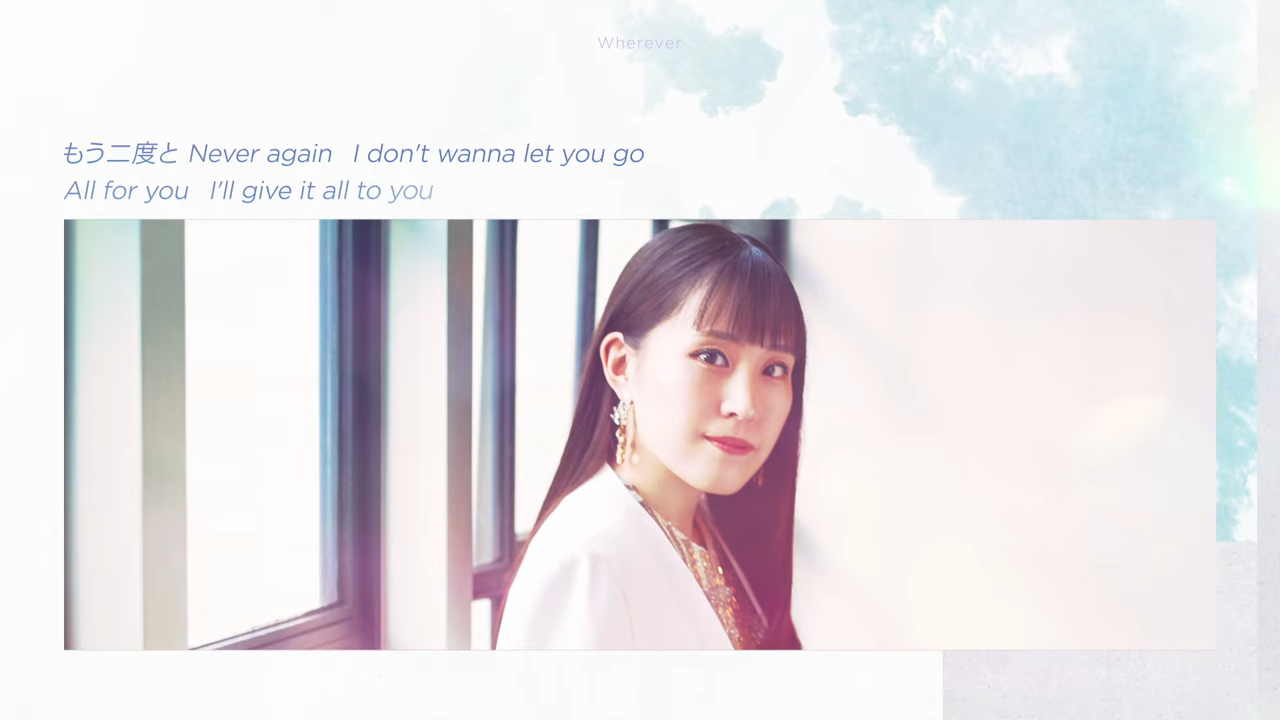 Wherever
もう二度と Never again I don't wanna let you go
All for you I'll give it all to you